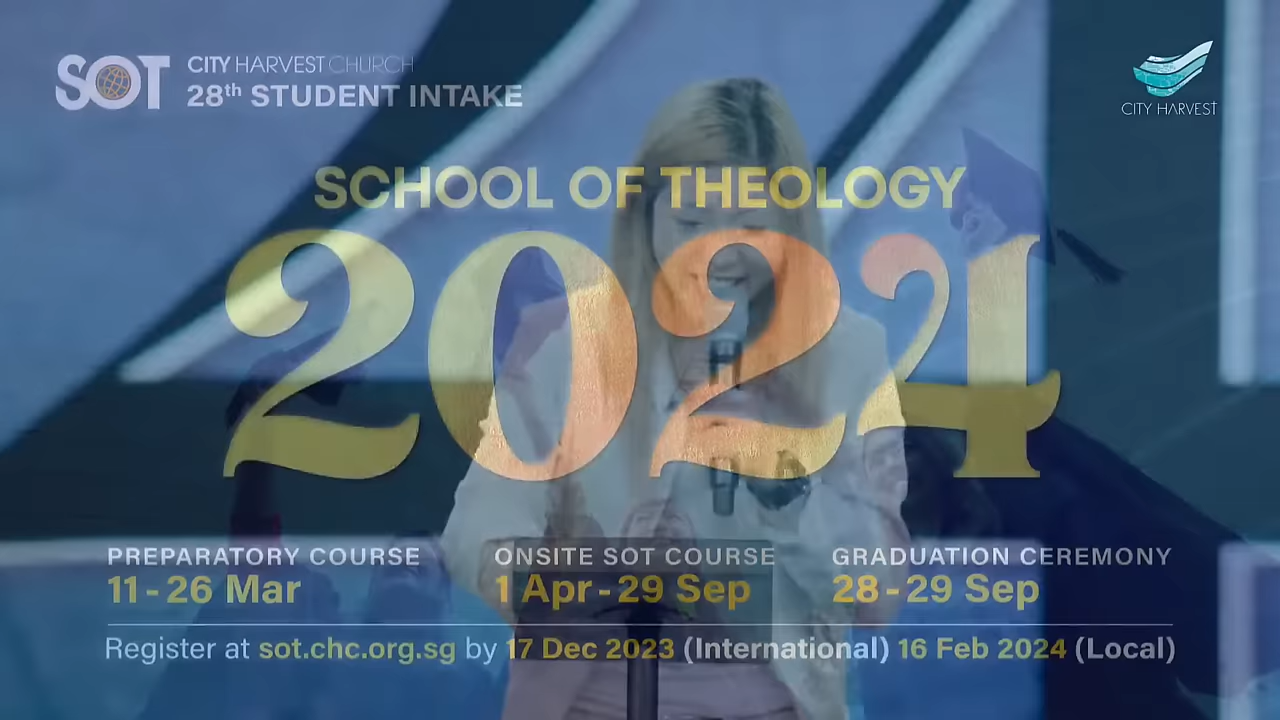 SOT CITY HARVEST CHURCH
28th STUDENT INTAKE
CITY HARVEST
SCHOOL OF THEOLOGY
2024
PREPARATORY COURSE
11 - 26 Mar
ONSITE SOT COURSE
1 Apr - 29 Sep
GRADUATION CEREMONY
28 - 29 Sep
Register at sot.chc.org.sg by 17 Dec 2023 (International) 16 Feb 2024 (Local)